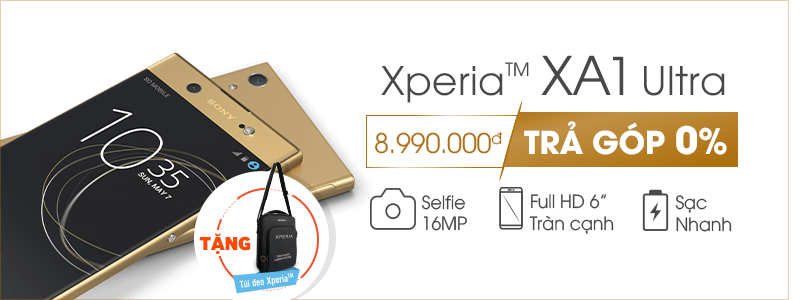 Xperia™ XA1 Ultra
8.990.000đ
TRẢ GÓP 0%
Selfie
16MP
Full HD 6"
Tràn cạnh
Sạc
Nhanh
SONY
10
35
SUN, MAY 7
TẶNG
SONY
XPERIA
Túi đeo Xperia™